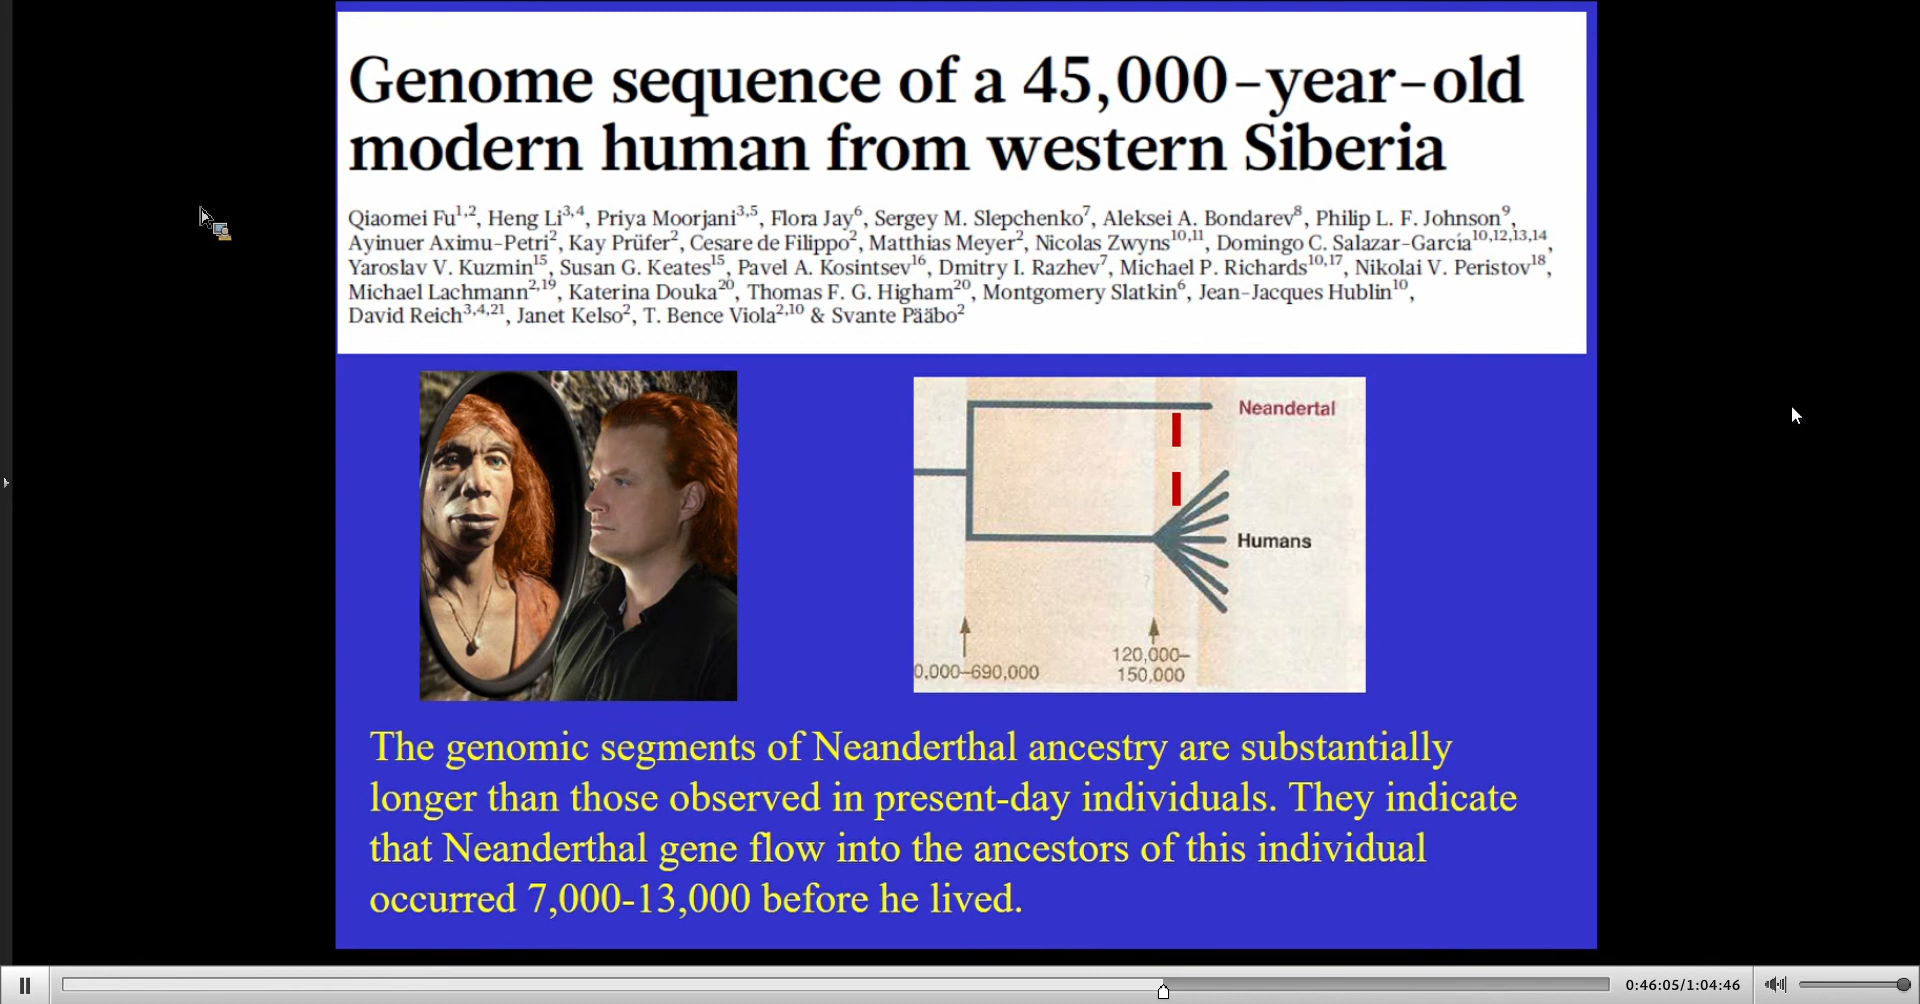 Genome sequence of a 45,000-year-old
modern human from western Siberia
Qiaomei Fu1,2, Heng Li3,4, Priya Moorjani3,5, Flora Jay6, Sergey M. Slepchenko7, Aleksei A. Bondarev8, Philip L. F. Johnson9,
Ayinuer Aximu-Petri2, Kay Prüfer2, Cesare de Filippo2, Matthias Meyer2, Nicolas Zwyns10,11, Domingo C. Salazar-García10,12,13,14,
Yaroslav V. Kuzmin15, Susan G. Keates15, Pavel A. Kosintsev16, Dmitry I. Razhev7, Michael P. Richards10,17, Nikolai V. Peristov18,
Michael Lachmann2,19, Katerina Douka20, Thomas F. G. Higham20, Montgomery Slatkin6, Jean-Jacques Hublin10,
David Reich3,4,21, Janet Kelso2, T. Bence Viola2,10 & Svante Pääbo2
Neandertal
Humans
?
0,000–690,000
120,000–
150,000
The genomic segments of Neanderthal ancestry are substantially
longer than those observed in present-day individuals. They indicate
that Neanderthal gene flow into the ancestors of this individual
occurred 7,000-13,000 before he lived.
0:46:05/1:04:46